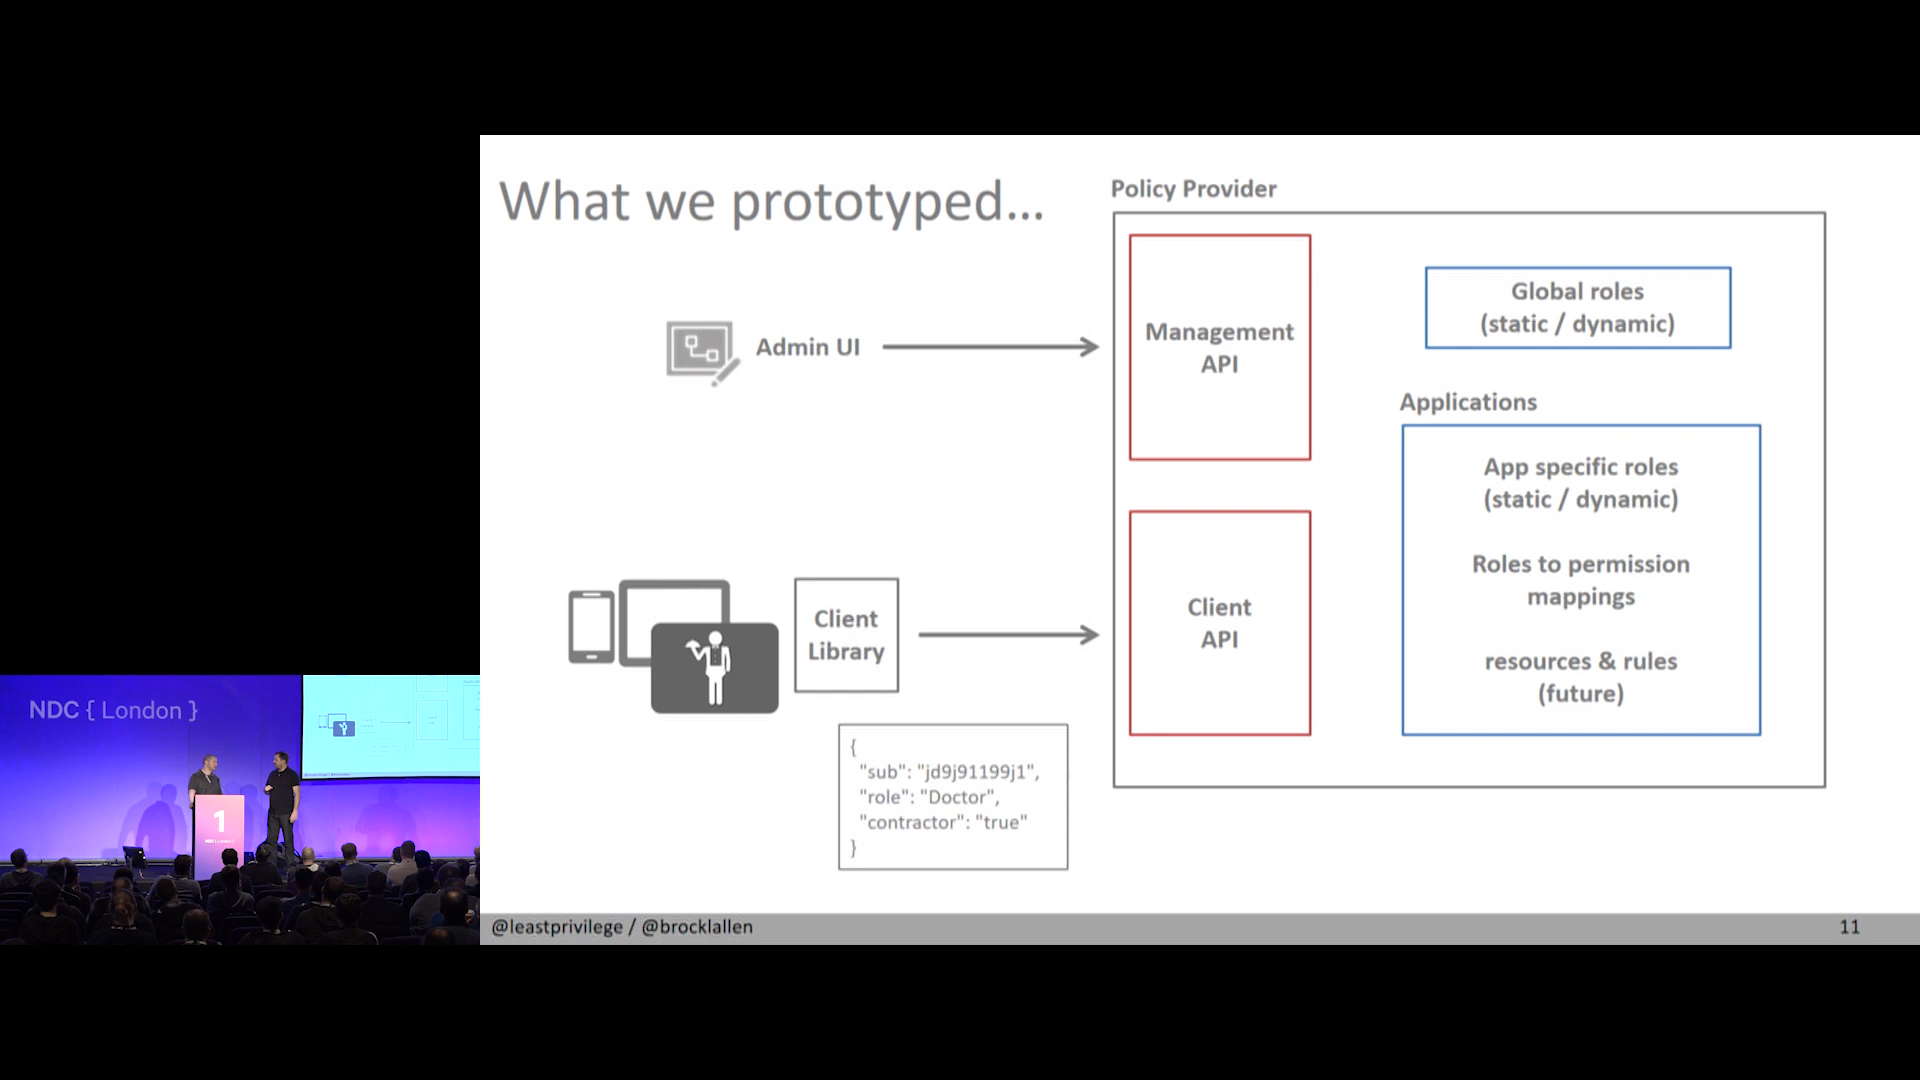 What we prototyped...
Policy Provider
Admin UI
Management
API
Global roles
(static / dynamic)
Applications
App specific roles
(static / dynamic)
Roles to permission
mappings
resources & rules
(future)
Client
Library
Client
API
{
"sub": "jd9j91199j1",
"role": "Doctor",
"contractor": "true"
}
NDC { London }
1
@leastprivilege / @brocklallen
11